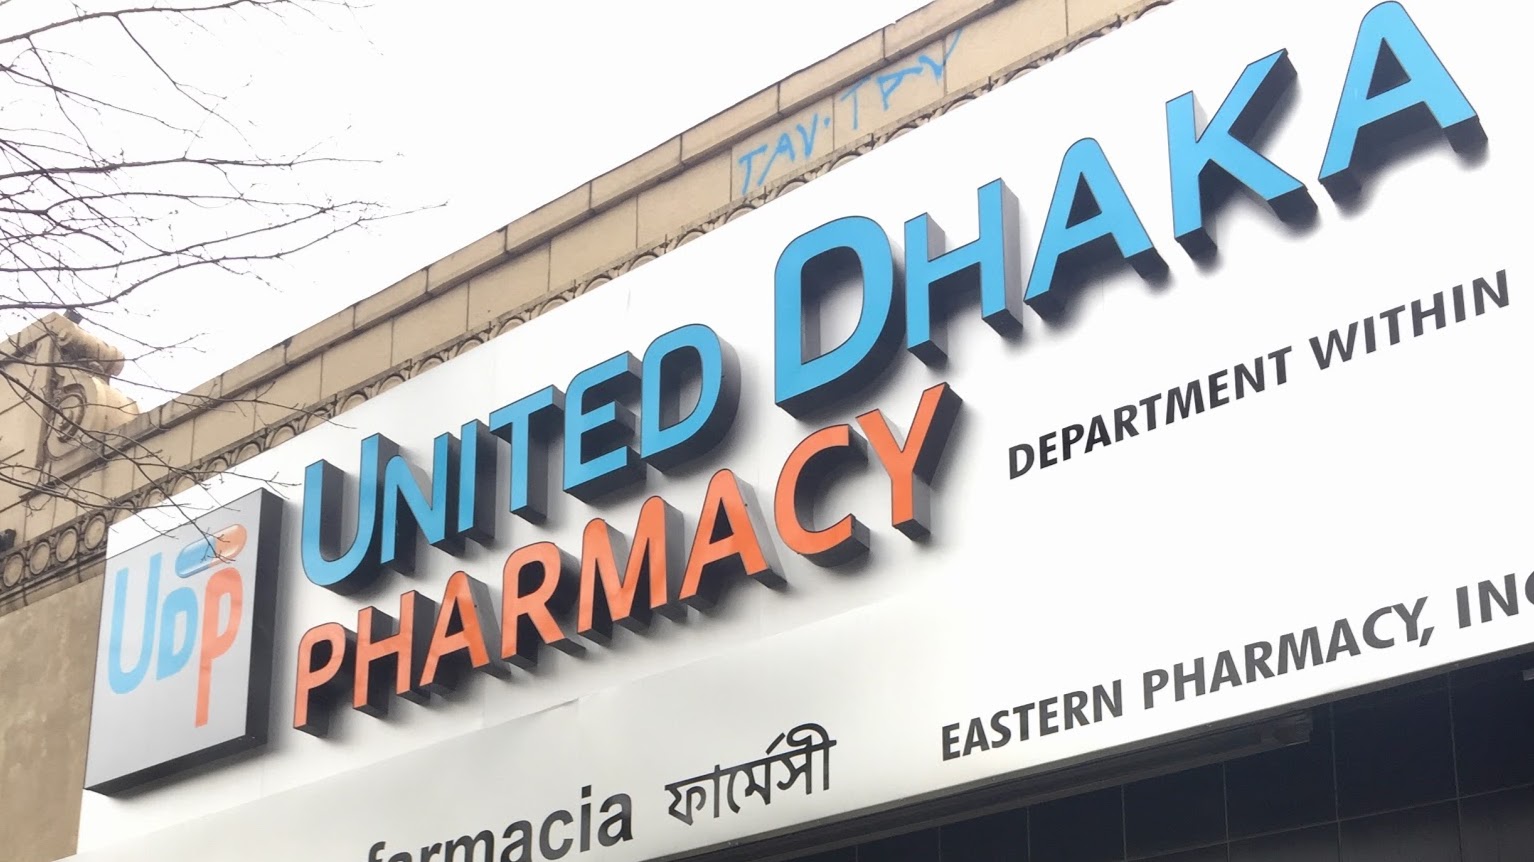 TAV. TPV
UDP
UNITED DHAKA
PHARMACY
DEPARTMENT WITHIN
EASTERN PHARMACY, INC
farmacia ফার্মেসী